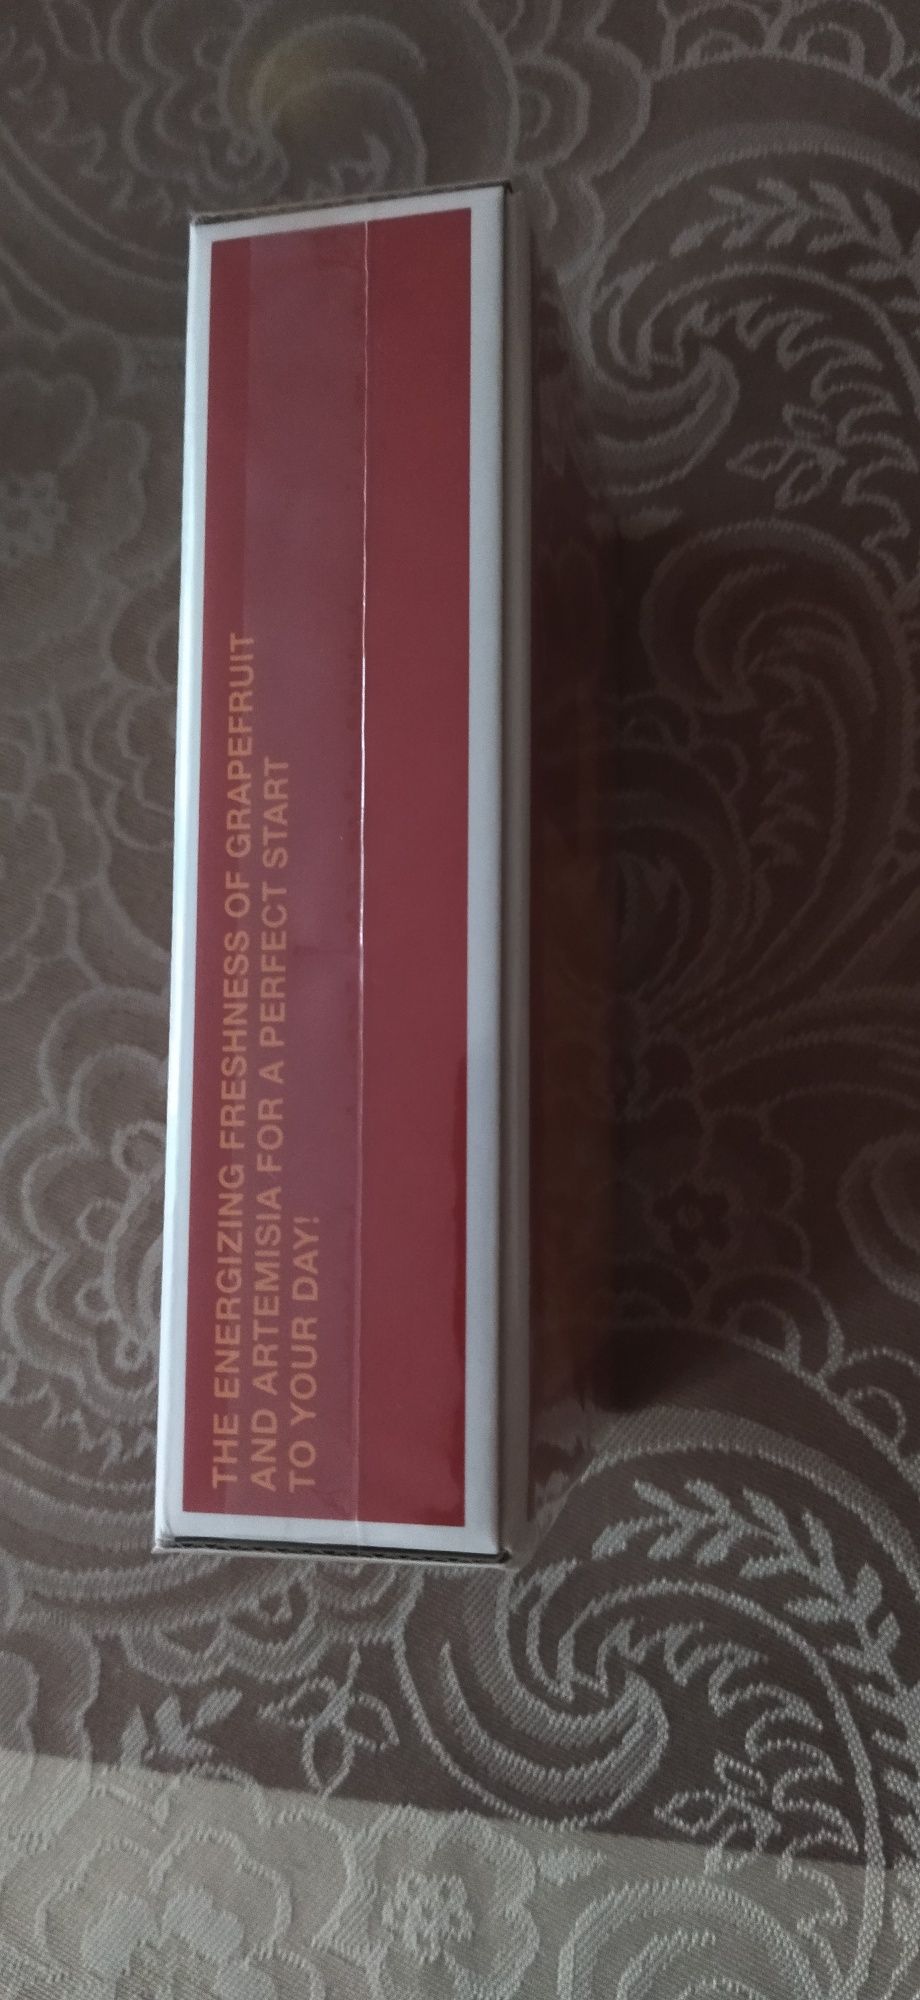 THE ENERGIZING FRESHNESS OF GRAPEFRUIT
AND ARTEMISIA FOR A PERFECT START
TO YOUR DAY!